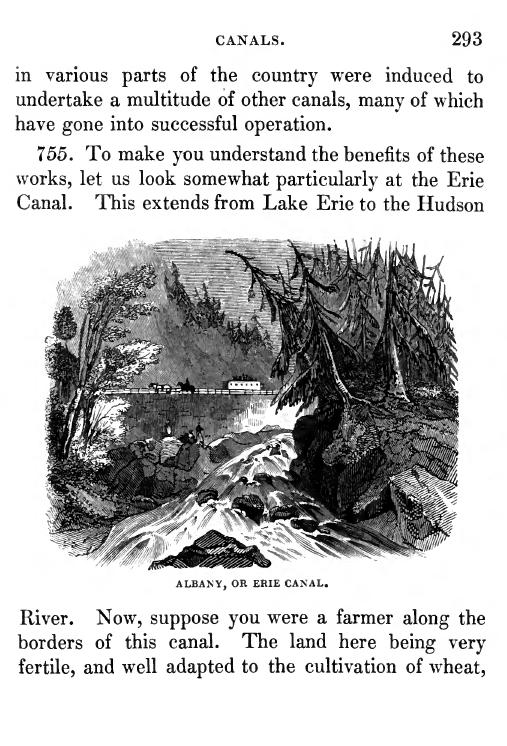 CANALS. 293
in various parts of the country were induced to
undertake a multitude of other canals, many of which
have gone into successful operation.
755. To make you understand the benefits of these
works, let us look somewhat particularly at the Erie
Canal. This extends from Lake Erie to the Hudson
ALBANY, OR ERIE CANAL.
River. Now, suppose you were a farmer along the
borders of this canal. The land here being very
fertile, and well adapted to the cultivation of wheat,